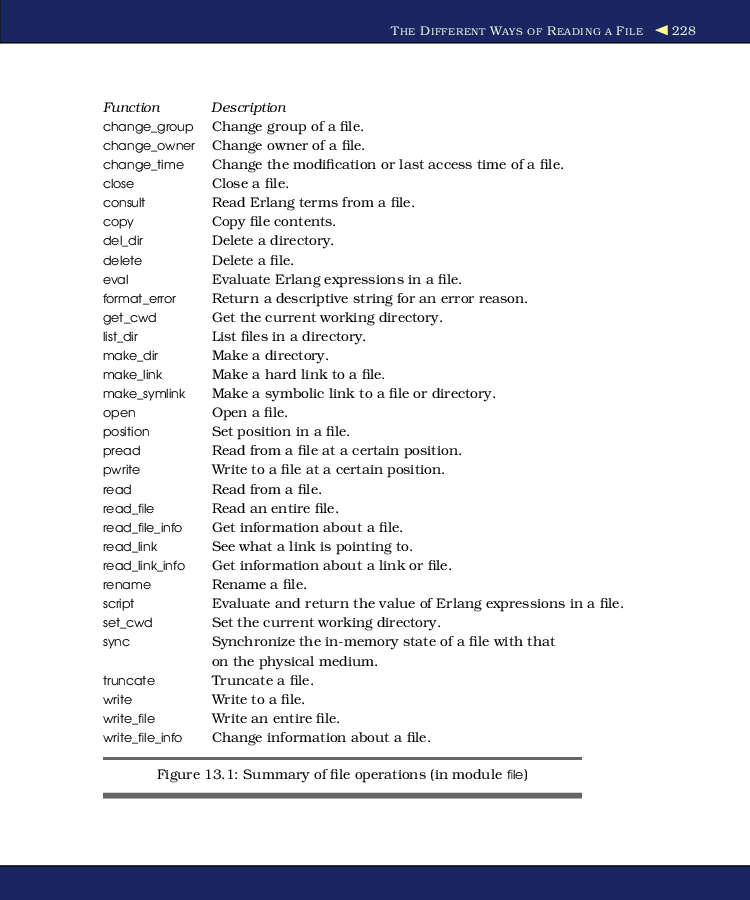 THE DIFFERENT WAYS OF READING A FILE ◀ 228
Function Description
change_group Change group of a file.
change_owner Change owner of a file.
change_time Change the modification or last access time of a file.
close Close a file.
consult Read Erlang terms from a file.
copy Copy file contents.
del_dir Delete a directory.
delete Delete a file.
eval Evaluate Erlang expressions in a file.
format_error Return a descriptive string for an error reason.
get_cwd Get the current working directory.
list_dir List files in a directory.
make_dir Make a directory.
make_link Make a hard link to a file.
make_symlink Make a symbolic link to a file or directory.
open Open a file.
position Set position in a file.
pread Read from a file at a certain position.
pwrite Write to a file at a certain position.
read Read from a file.
read_file Read an entire file.
read_file_info Get information about a file.
read_link See what a link is pointing to.
read_link_info Get information about a link or file.
rename Rename a file.
script Evaluate and return the value of Erlang expressions in a file.
set_cwd Set the current working directory.
sync Synchronize the in-memory state of a file with that
on the physical medium.
truncate Truncate a file.
write Write to a file.
write_file Write an entire file.
write_file_info Change information about a file.
Figure 13.1: Summary of file operations (in module file)